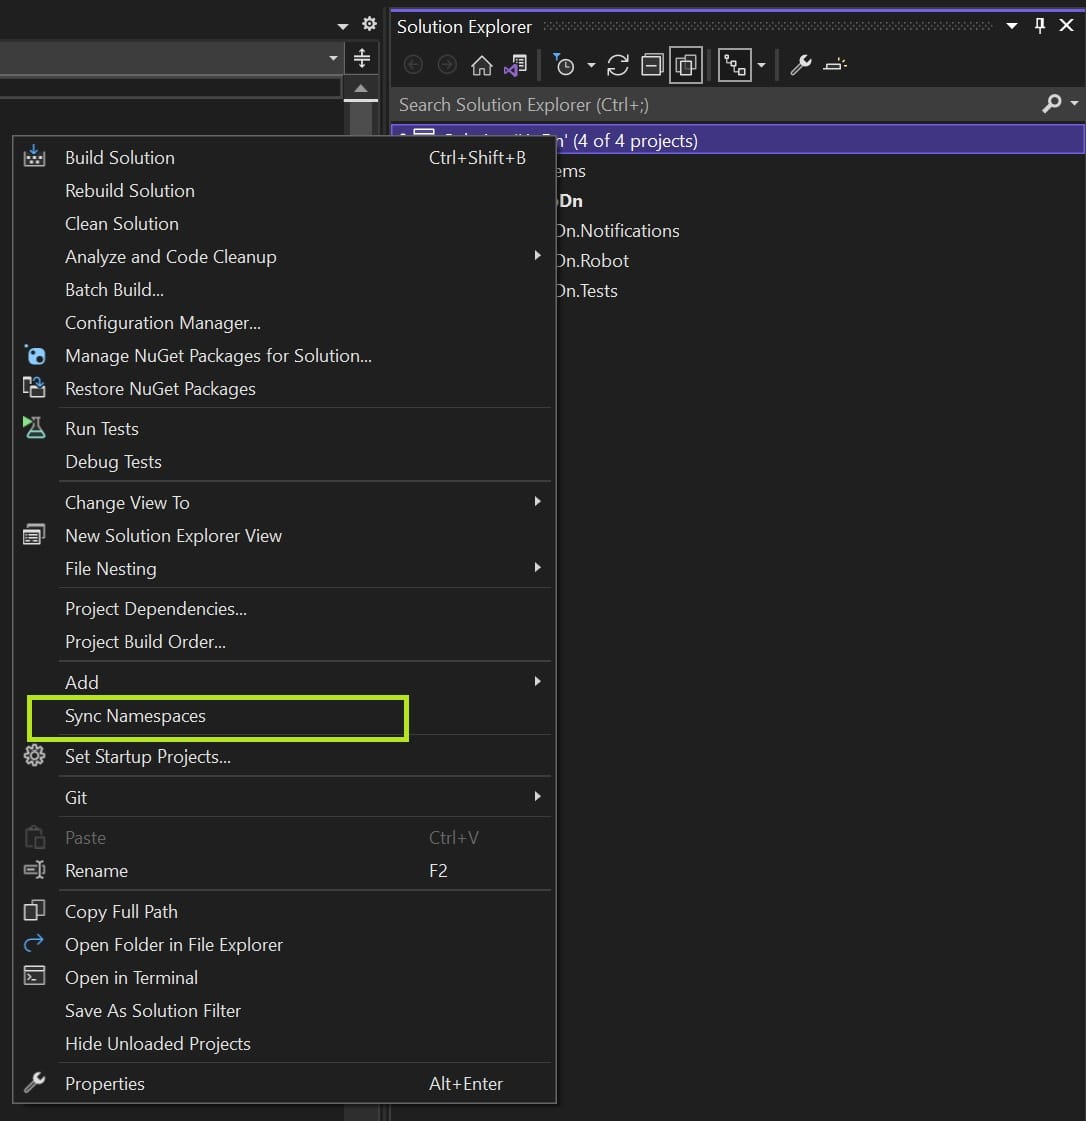 Solution Explorer
Search Solution Explorer (Ctrl+;)
(4 of 4 projects)
Dn
Dn.Notifications
Dn.Robot
Dn.Tests
Build Solution Ctrl+Shift+B
Rebuild Solution
Clean Solution
Analyze and Code Cleanup
Batch Build...
Configuration Manager...
Manage NuGet Packages for Solution...
Restore NuGet Packages
Run Tests
Debug Tests
Change View To
New Solution Explorer View
File Nesting
Project Dependencies...
Project Build Order...
Add
Sync Namespaces
Set Startup Projects...
Git
Paste Ctrl+V
Rename F2
Copy Full Path
Open Folder in File Explorer
Open in Terminal
Save As Solution Filter
Hide Unloaded Projects
Properties Alt+Enter